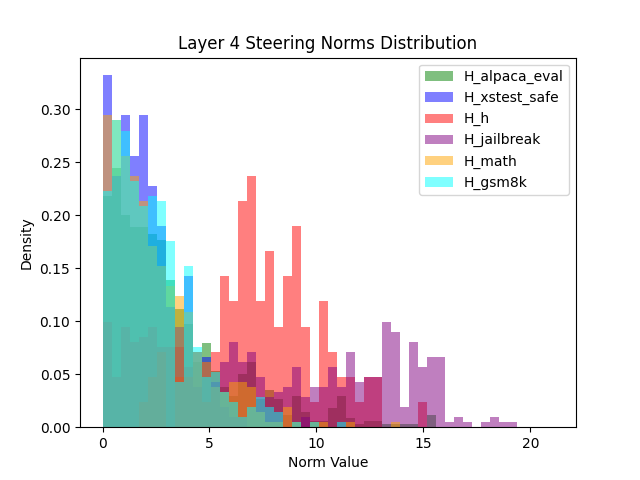 Layer 4 Steering Norms Distribution
H_alpaca_eval
H_xstest_safe
H_h
H_jailbreak
H_math
H_gsm8k
0.30
0.25
0.20
0.15
0.10
0.05
0.00
Density
0 5 10 15 20
Norm Value